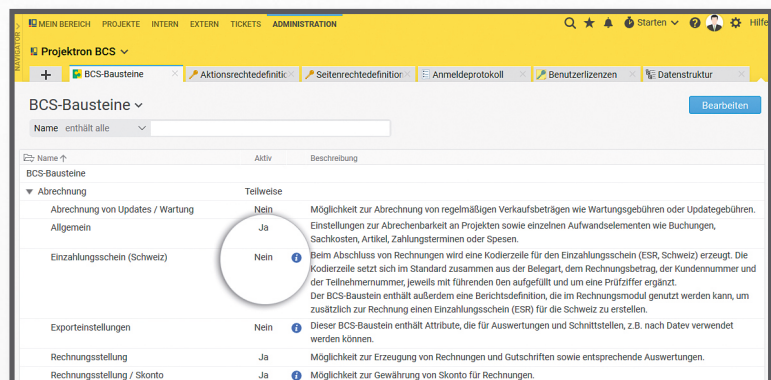 MEIN BEREICH PROJEKTE INTERN EXTERN TICKETS ADMINISTRATION Starten Hilfe
NAVIGATOR
Projektron BCS
BCS-Bausteine Aktionsrechtedefinitic Seitenrechtedefinition Anmeldeprotokoll Benutzerlizenzen Datenstruktur
BCS-Bausteine Bearbeiten
Name enthält alle
Name Aktiv Beschreibung
BCS-Bausteine
Abrechnung Teilweise
Abrechnung von Updates / Wartung Nein Möglichkeit zur Abrechnung von regelmäßigen Verkaufsbeträgen wie Wartungsgebühren oder Updategebühren.
Allgemein Ja Einstellungen zur Abrechenbarkeit an Projekten sowie einzelnen Aufwandselementen wie Buchungen,
Sachkosten, Artikel, Zahlungsterminen oder Spesen.
Einzahlungsschein (Schweiz) Nein Beim Abschluss von Rechnungen wird eine Kodierzeile für den Einzahlungsschein (ESR, Schweiz) erzeugt. Die
Kodierzeile setzt sich im Standard zusammen aus der Belegart, dem Rechnungsbetrag, der Kundennummer und
der Teilnehmernummer, jeweils mit führenden 0en aufgefüllt und um eine Prüfziffer ergänzt.
Der BCS-Baustein enthält außerdem eine Berichtsdefinition, die im Rechnungsmodul genutzt werden kann, um
zusätzlich zur Rechnung einen Einzahlungsschein (ESR) für die Schweiz zu erstellen.
Exporteinstellungen Nein Dieser BCS-Baustein enthält Attribute, die für Auswertungen und Schnittstellen, z.B. nach Datev verwendet
werden können.
Rechnungsstellung Ja Möglichkeit zur Erzeugung von Rechnungen und Gutschriften sowie entsprechende Auswertungen.
Rechnungsstellung / Skonto Ja Möglichkeit zur Gewährung von Skonto für Rechnungen.